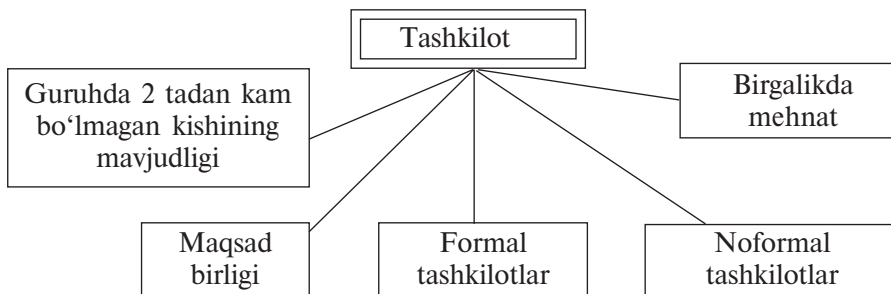 Tashkilot
Guruhda 2 tadan kam
bo‘lmagan kishining
mavjudligi
Birgalikda
mehnat
Maqsad
birligi
Formal
tashkilotlar
Noformal
tashkilotlar